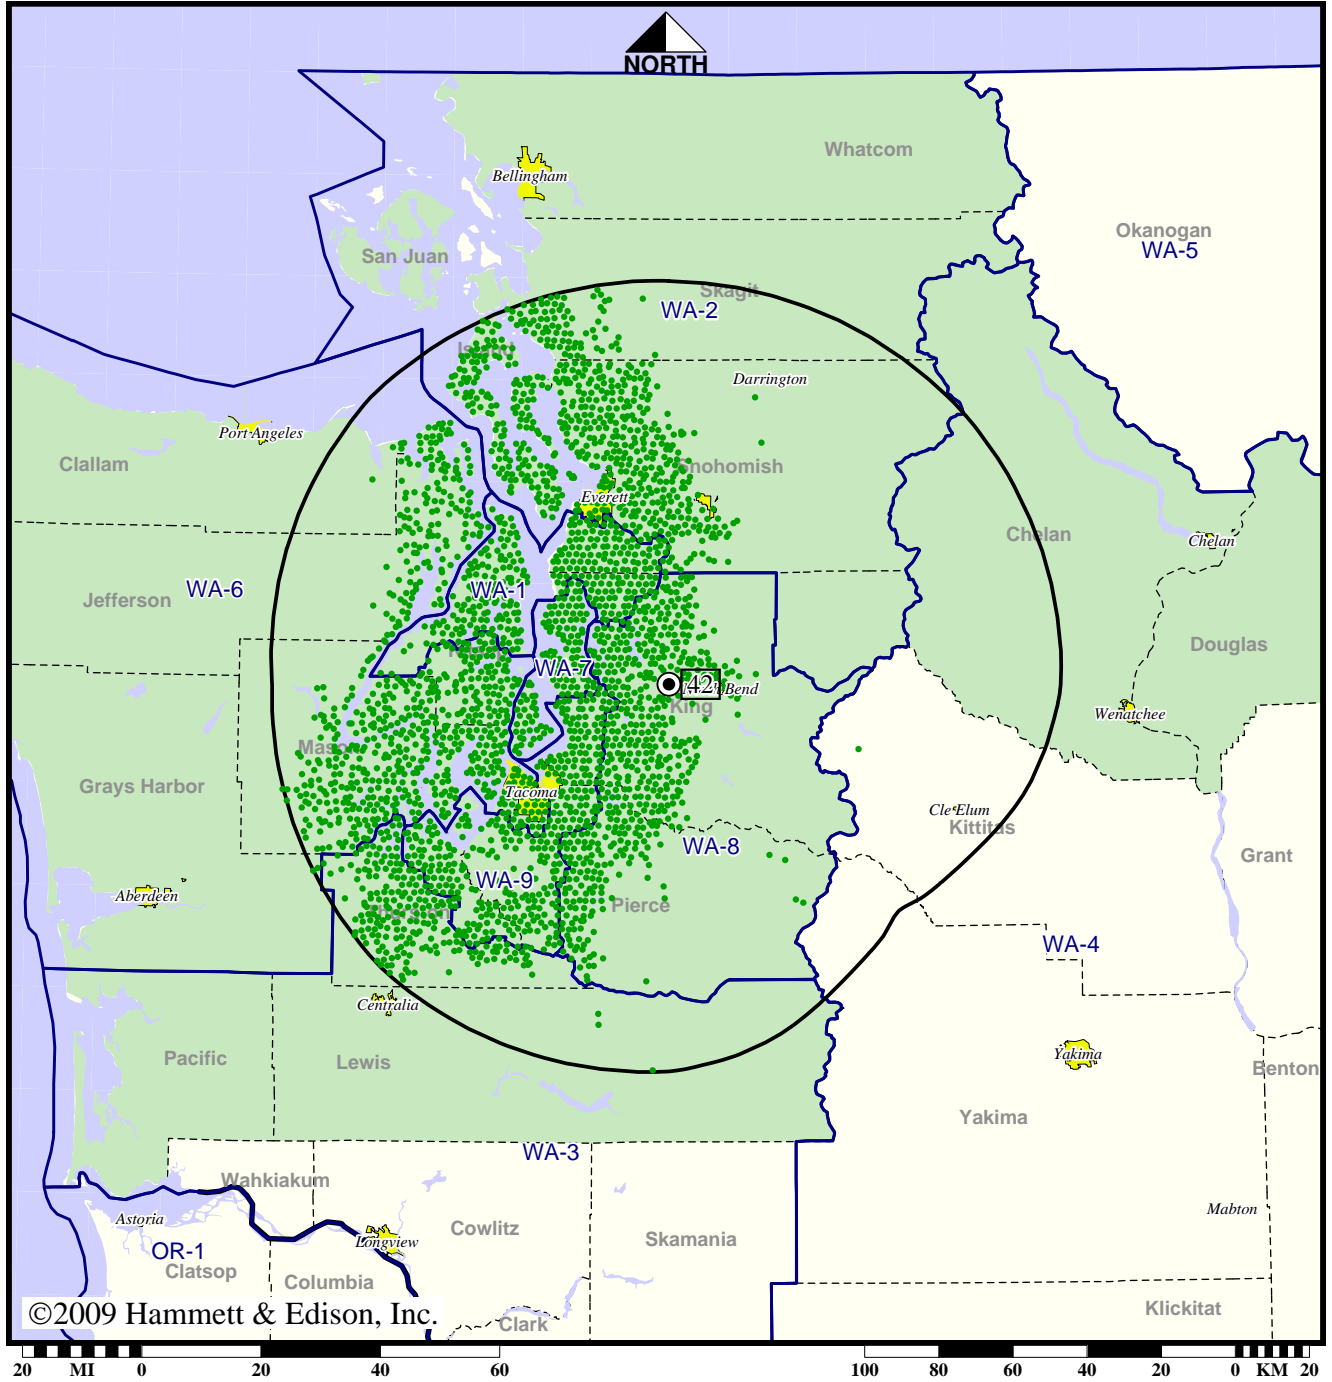 NORTH
Whatcom
Bellingham
Okanogan
WA-5
San Juan
Skagit
WA-2
Island
Darrington
Port Angeles
Clallam
Snohomish
Everett
Chelan
Chelan
WA-6
WA-1
Jefferson
Douglas
WA-7
42
Bend
King
Wenatchee
Mason
Grays Harbor
Tacoma
Cle Elum
Kittitas
WA-8
Grant
WA-9
Aberdeen
Pierce
Thurston
WA-4
Centralia
Pacific
Lewis
Yakima
Benton
Yakima
WA-3
Wahkiakum
Mabton
Astoria
Cowlitz
Longview
Skamania
OR-1
Clatsop
Columbia
Klickitat
©2009 Hammett & Edison, Inc.
Clark
20 MI 0 20 40 60 100 80 60 40 20 0 KM 20